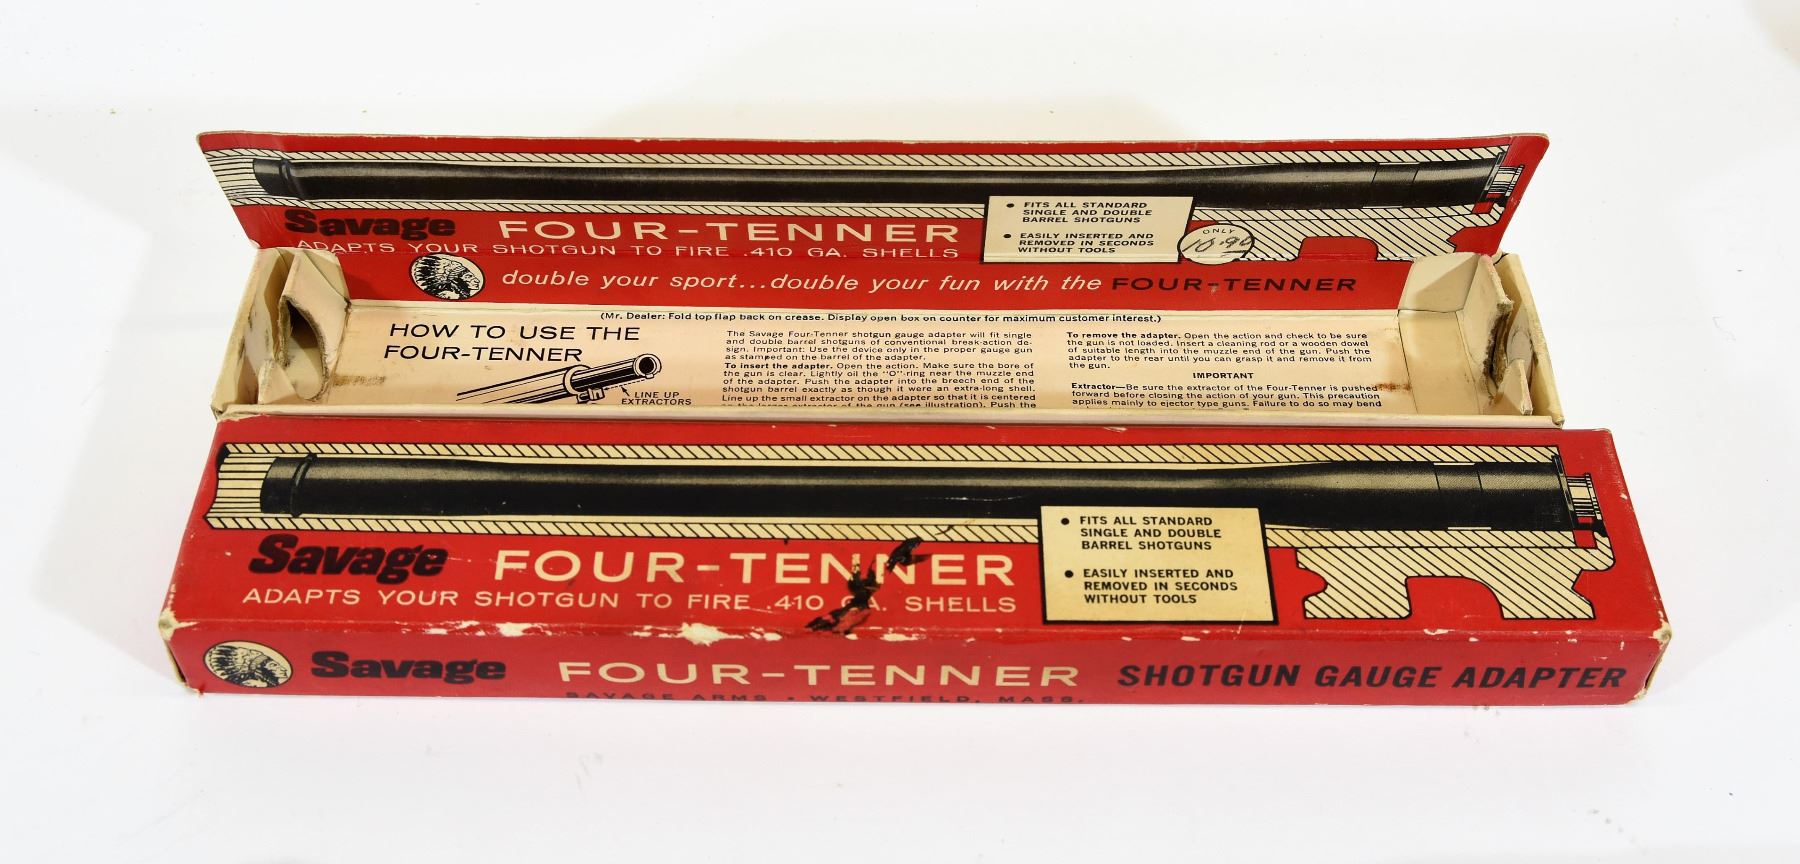 Savage FOUR-TENNER
ADAPTS YOUR SHOTGUN TO FIRE .410 GA. SHELLS
• FITS ALL STANDARD
SINGLE AND DOUBLE
BARREL SHOTGUNS
• EASILY INSERTED AND
REMOVED IN SECONDS
WITHOUT TOOLS
ONLY
10.90
double your sport...double your fun with the FOUR-TENNER
(Mr. Dealer: Fold top flap back on crease. Display open box on counter for maximum customer interest.)
HOW TO USE THE
FOUR-TENNER
LINE UP
EXTRACTORS
The Savage Four-Tenner shotgun gauge adapter will fit single
and double barrel shotguns of conventional break-action de-
sign. Important: Use the device only in the proper gauge gun
as stamped on the barrel of the adapter.
To insert the adapter. Open the action. Make sure the bore of
the gun is clear. Lightly oil the "O"-ring near the muzzle end
of the adapter. Push the adapter into the breech end of the
shotgun barrel exactly as though it were an extra-long shell.
Line up the small extractor on the adapter so that it is centered
on the larger extractor of the gun (see illustration). Push the
To remove the adapter. Open the action and check to be sure
the gun is not loaded. Insert a cleaning rod or a wooden dowel
of suitable length into the muzzle end of the gun. Push the
adapter to the rear until you can grasp it and remove it from
the gun.
IMPORTANT
Extractor—Be sure the extractor of the Four-Tenner is pushed
forward before closing the action of your gun. This precaution
applies mainly to ejector type guns. Failure to do so may bend
Savage FOUR-TENNER
ADAPTS YOUR SHOTGUN TO FIRE .410 GA. SHELLS
• FITS ALL STANDARD
SINGLE AND DOUBLE
BARREL SHOTGUNS
• EASILY INSERTED AND
REMOVED IN SECONDS
WITHOUT TOOLS
Savage FOUR-TENNER SHOTGUN GAUGE ADAPTER
SAVAGE ARMS • WESTFIELD, MASS.